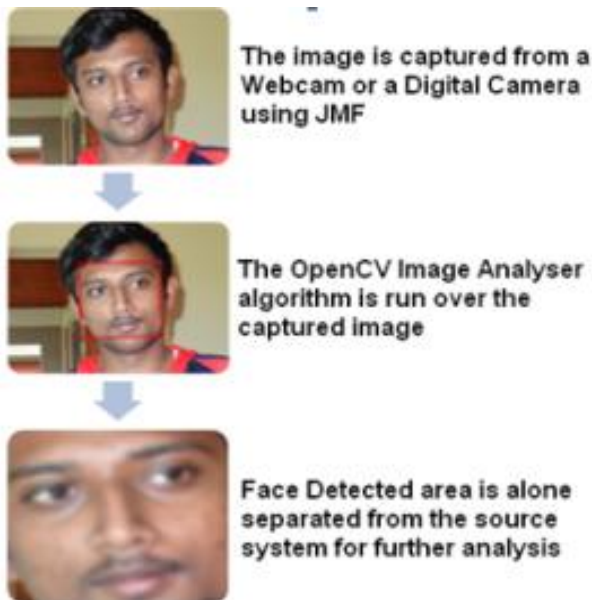 The image is captured from a
Webcam or a Digital Camera
using JMF
The OpenCV Image Analyser
algorithm is run over the
captured image
Face Detected area is alone
separated from the source
system for further analysis